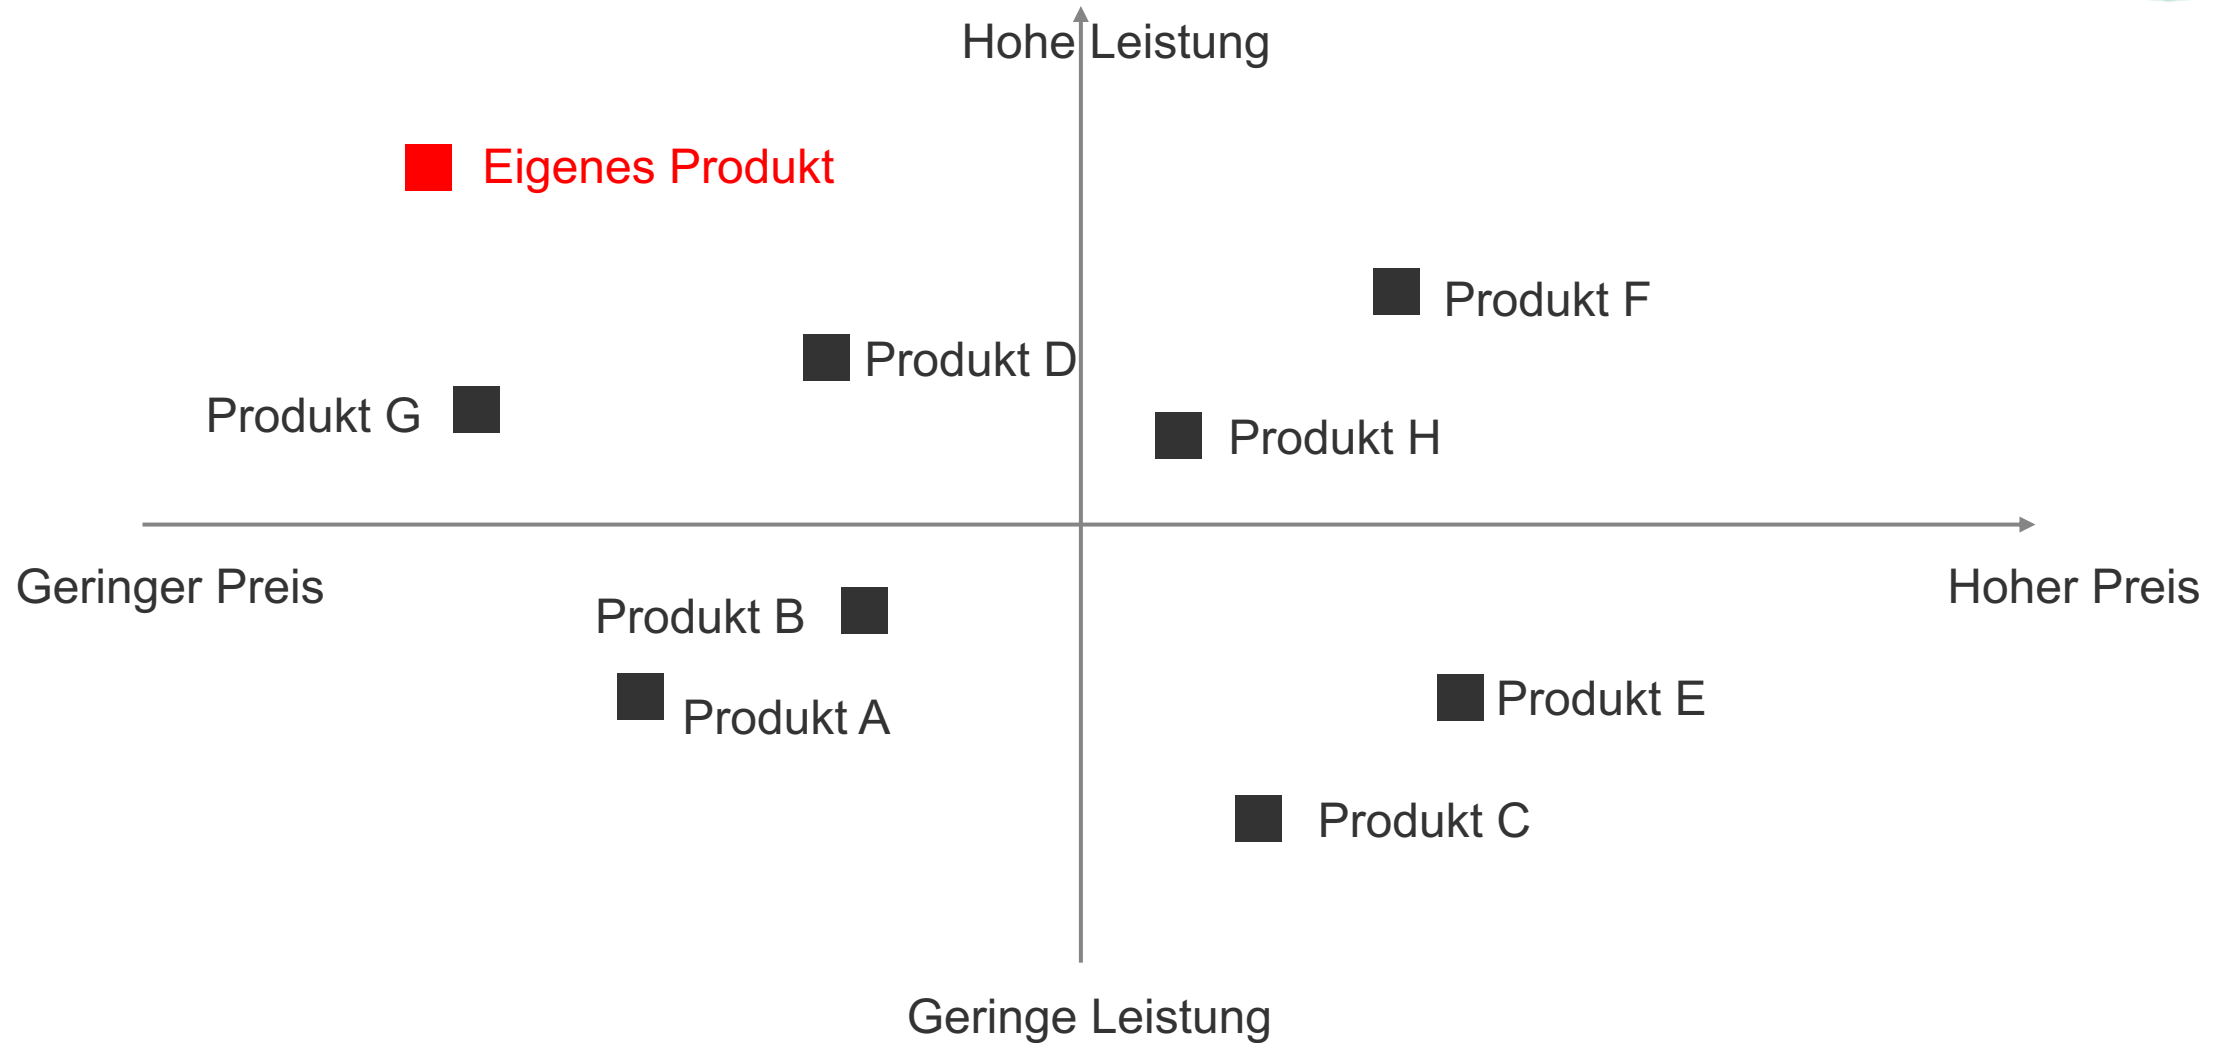 Hohe Leistung
Eigenes Produkt
Produkt F
Produkt D
Produkt G
Produkt H
Geringer Preis
Hoher Preis
Produkt B
Produkt E
Produkt A
Produkt C
Geringe Leistung